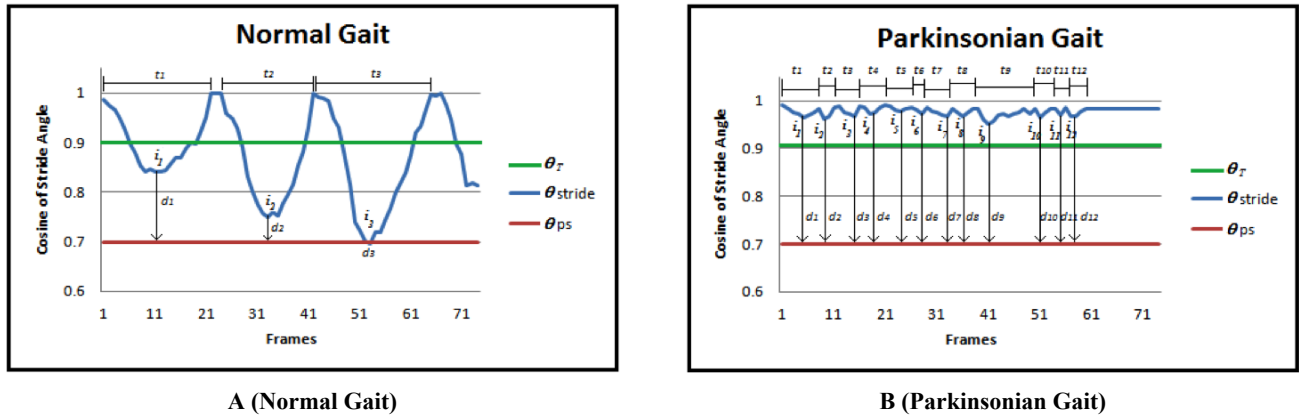 Normal Gait
t1 t2 t3
1
0.9
0.8
0.7
0.6
Cosine of Stride Angle
i1 i2 i3
d1 d2 d3
1 11 21 31 41 51 61 71
Frames
θT
θstride
θps
A (Normal Gait)
Parkinsonian Gait
t1 t2 t3 t4 t5 t6 t7 t8 t9 t10 t11 t12
1
0.9
0.8
0.7
0.6
Cosine of Stride Angle
i1 i2 i3 i4 i5 i6 i7 i8 i9 i10 i11 i12
d1 d2 d3 d4 d5 d6 d7 d8 d9 d10 d11 d12
1 11 21 31 41 51 61 71
Frames
θT
θstride
θps
B (Parkinsonian Gait)